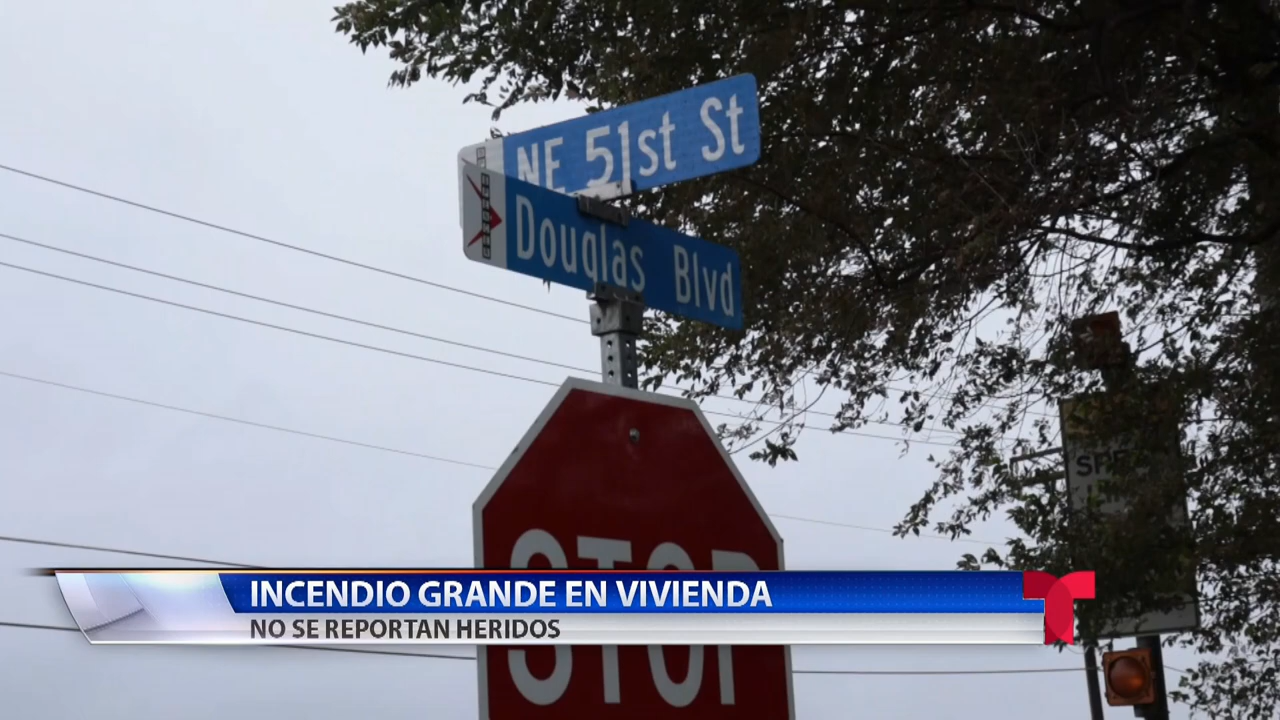 NE 51st St
Douglas Blvd
STOP
INCENDIO GRANDE EN VIVIENDA
NO SE REPORTAN HERIDOS